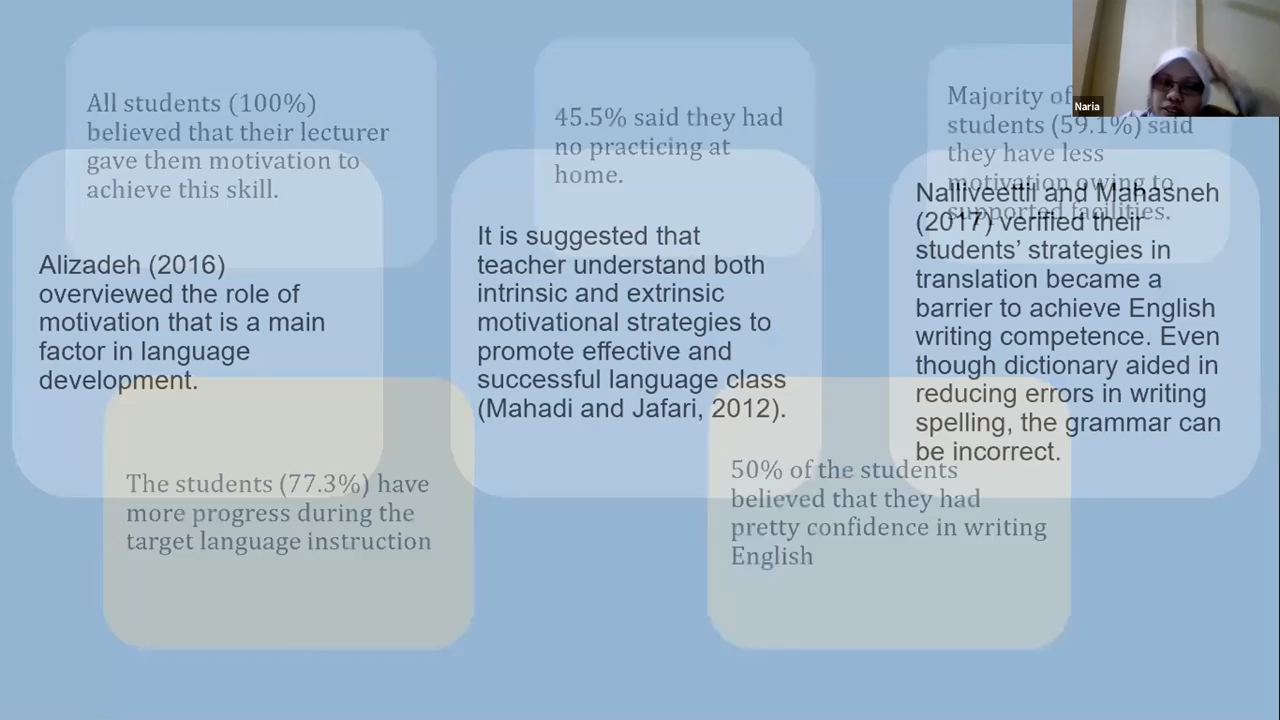 All students (100%)
believed that their lecturer
gave them motivation to
achieve this skill.
45.5% said they had
no practicing at
home.
Majority of
students (59.1%) said
they have less
motivation owing to
supported facilities.
Naria
Alizadeh (2016)
overviewed the role of
motivation that is a main
factor in language
development.
It is suggested that
teacher understand both
intrinsic and extrinsic
motivational strategies to
promote effective and
successful language class
(Mahadi and Jafari, 2012).
Nalliveettil and Mahasneh
(2017) verified their
students’ strategies in
translation became a
barrier to achieve English
writing competence. Even
though dictionary aided in
reducing errors in writing
spelling, the grammar can
be incorrect.
The students (77.3%) have
more progress during the
target language instruction
50% of the students
believed that they had
pretty confidence in writing
English